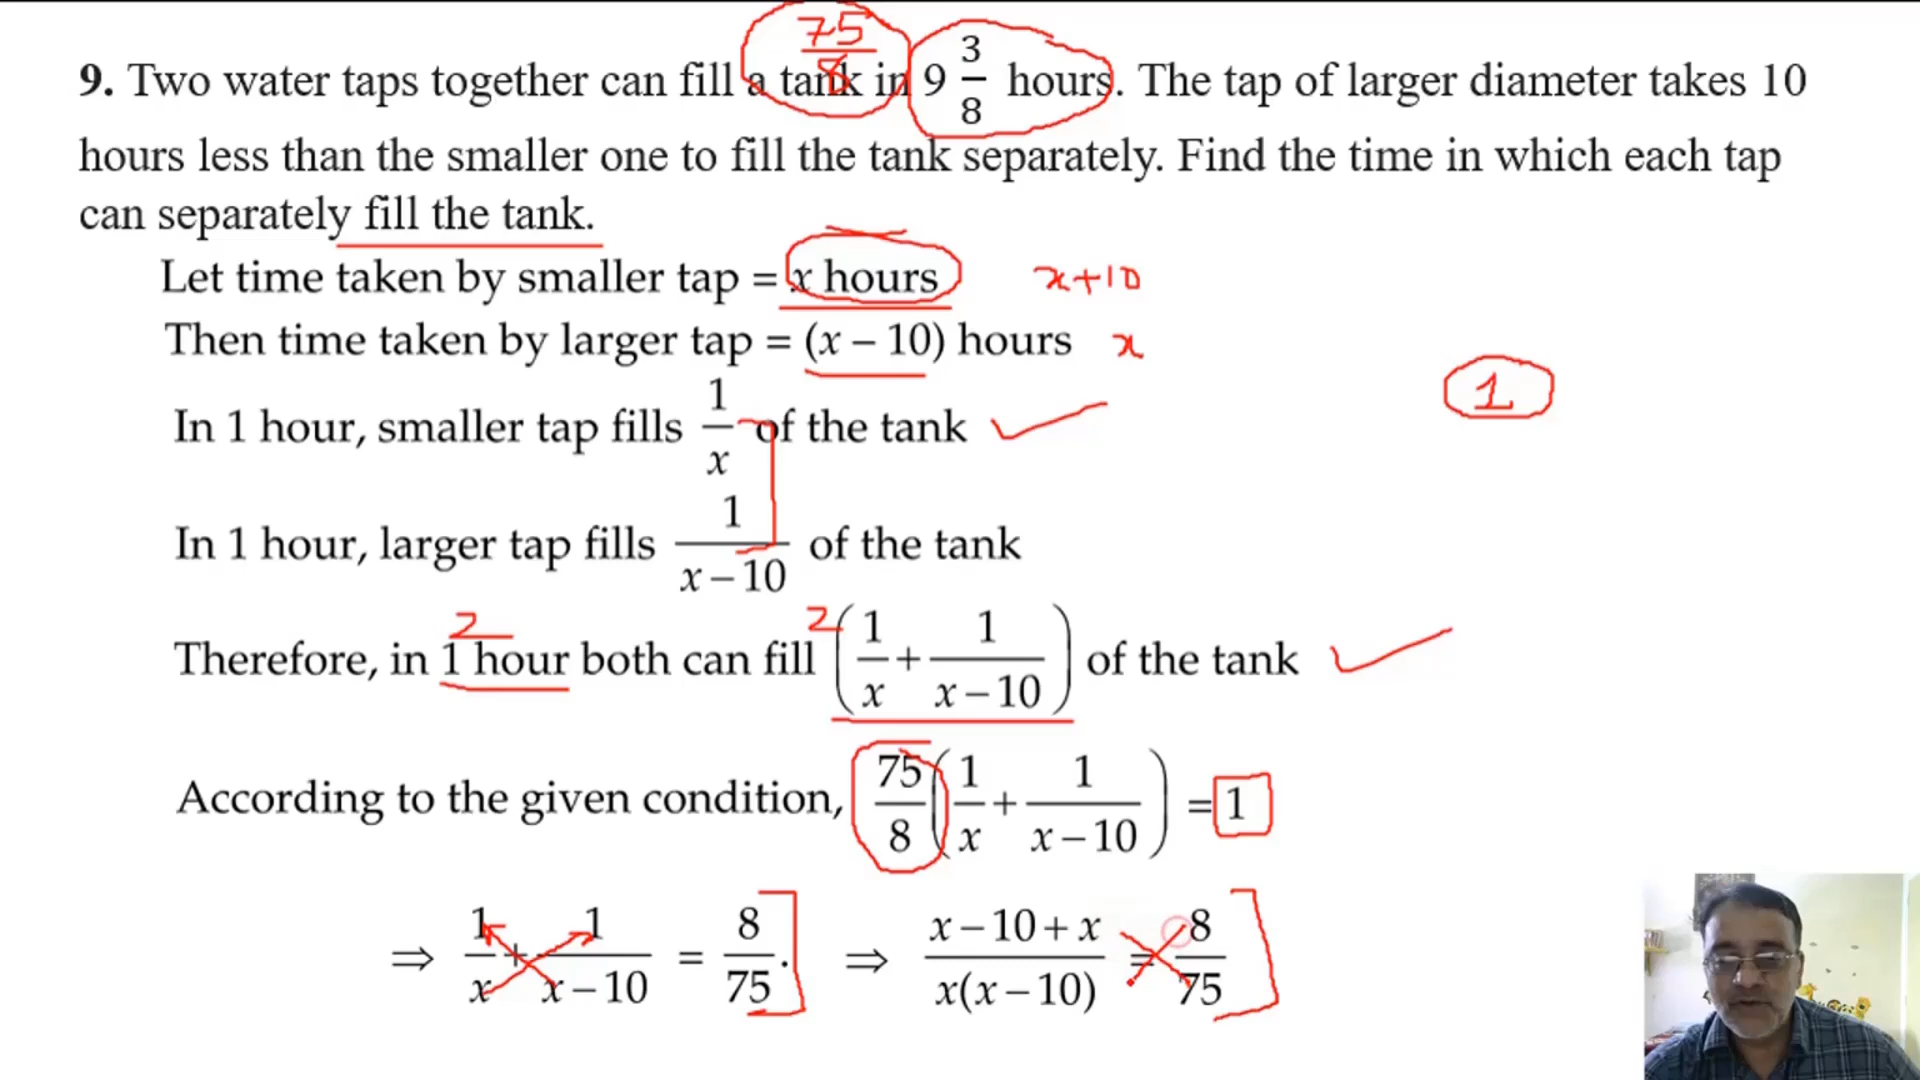 75
8
9. Two water taps together can fill a tank in 9 3/8 hours. The tap of larger diameter takes 10
hours less than the smaller one to fill the tank separately. Find the time in which each tap
can separately fill the tank.
Let time taken by smaller tap = x hours x+10
Then time taken by larger tap = (x – 10) hours x
1
In 1 hour, smaller tap fills 1/x of the tank
In 1 hour, larger tap fills 1/(x – 10) of the tank
2 2
Therefore, in 1 hour both can fill (1/x + 1/(x – 10)) of the tank
According to the given condition, 75/8 (1/x + 1/(x – 10)) = 1
⇒ 1/x + 1/(x – 10) = 8/75. ⇒ (x – 10 + x)/(x(x – 10)) = 8/75